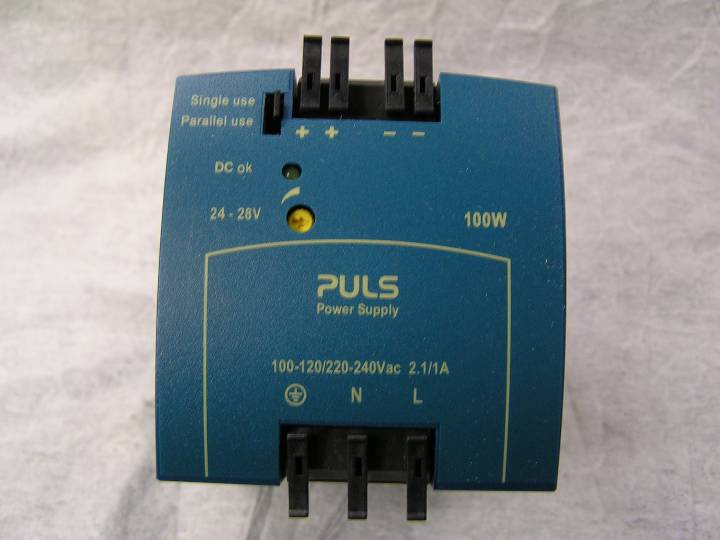 Single use
Parallel use
+ + – –
DC ok
24 - 28V
100W
PULS
Power Supply
100-120/220-240Vac 2.1/1A
N L